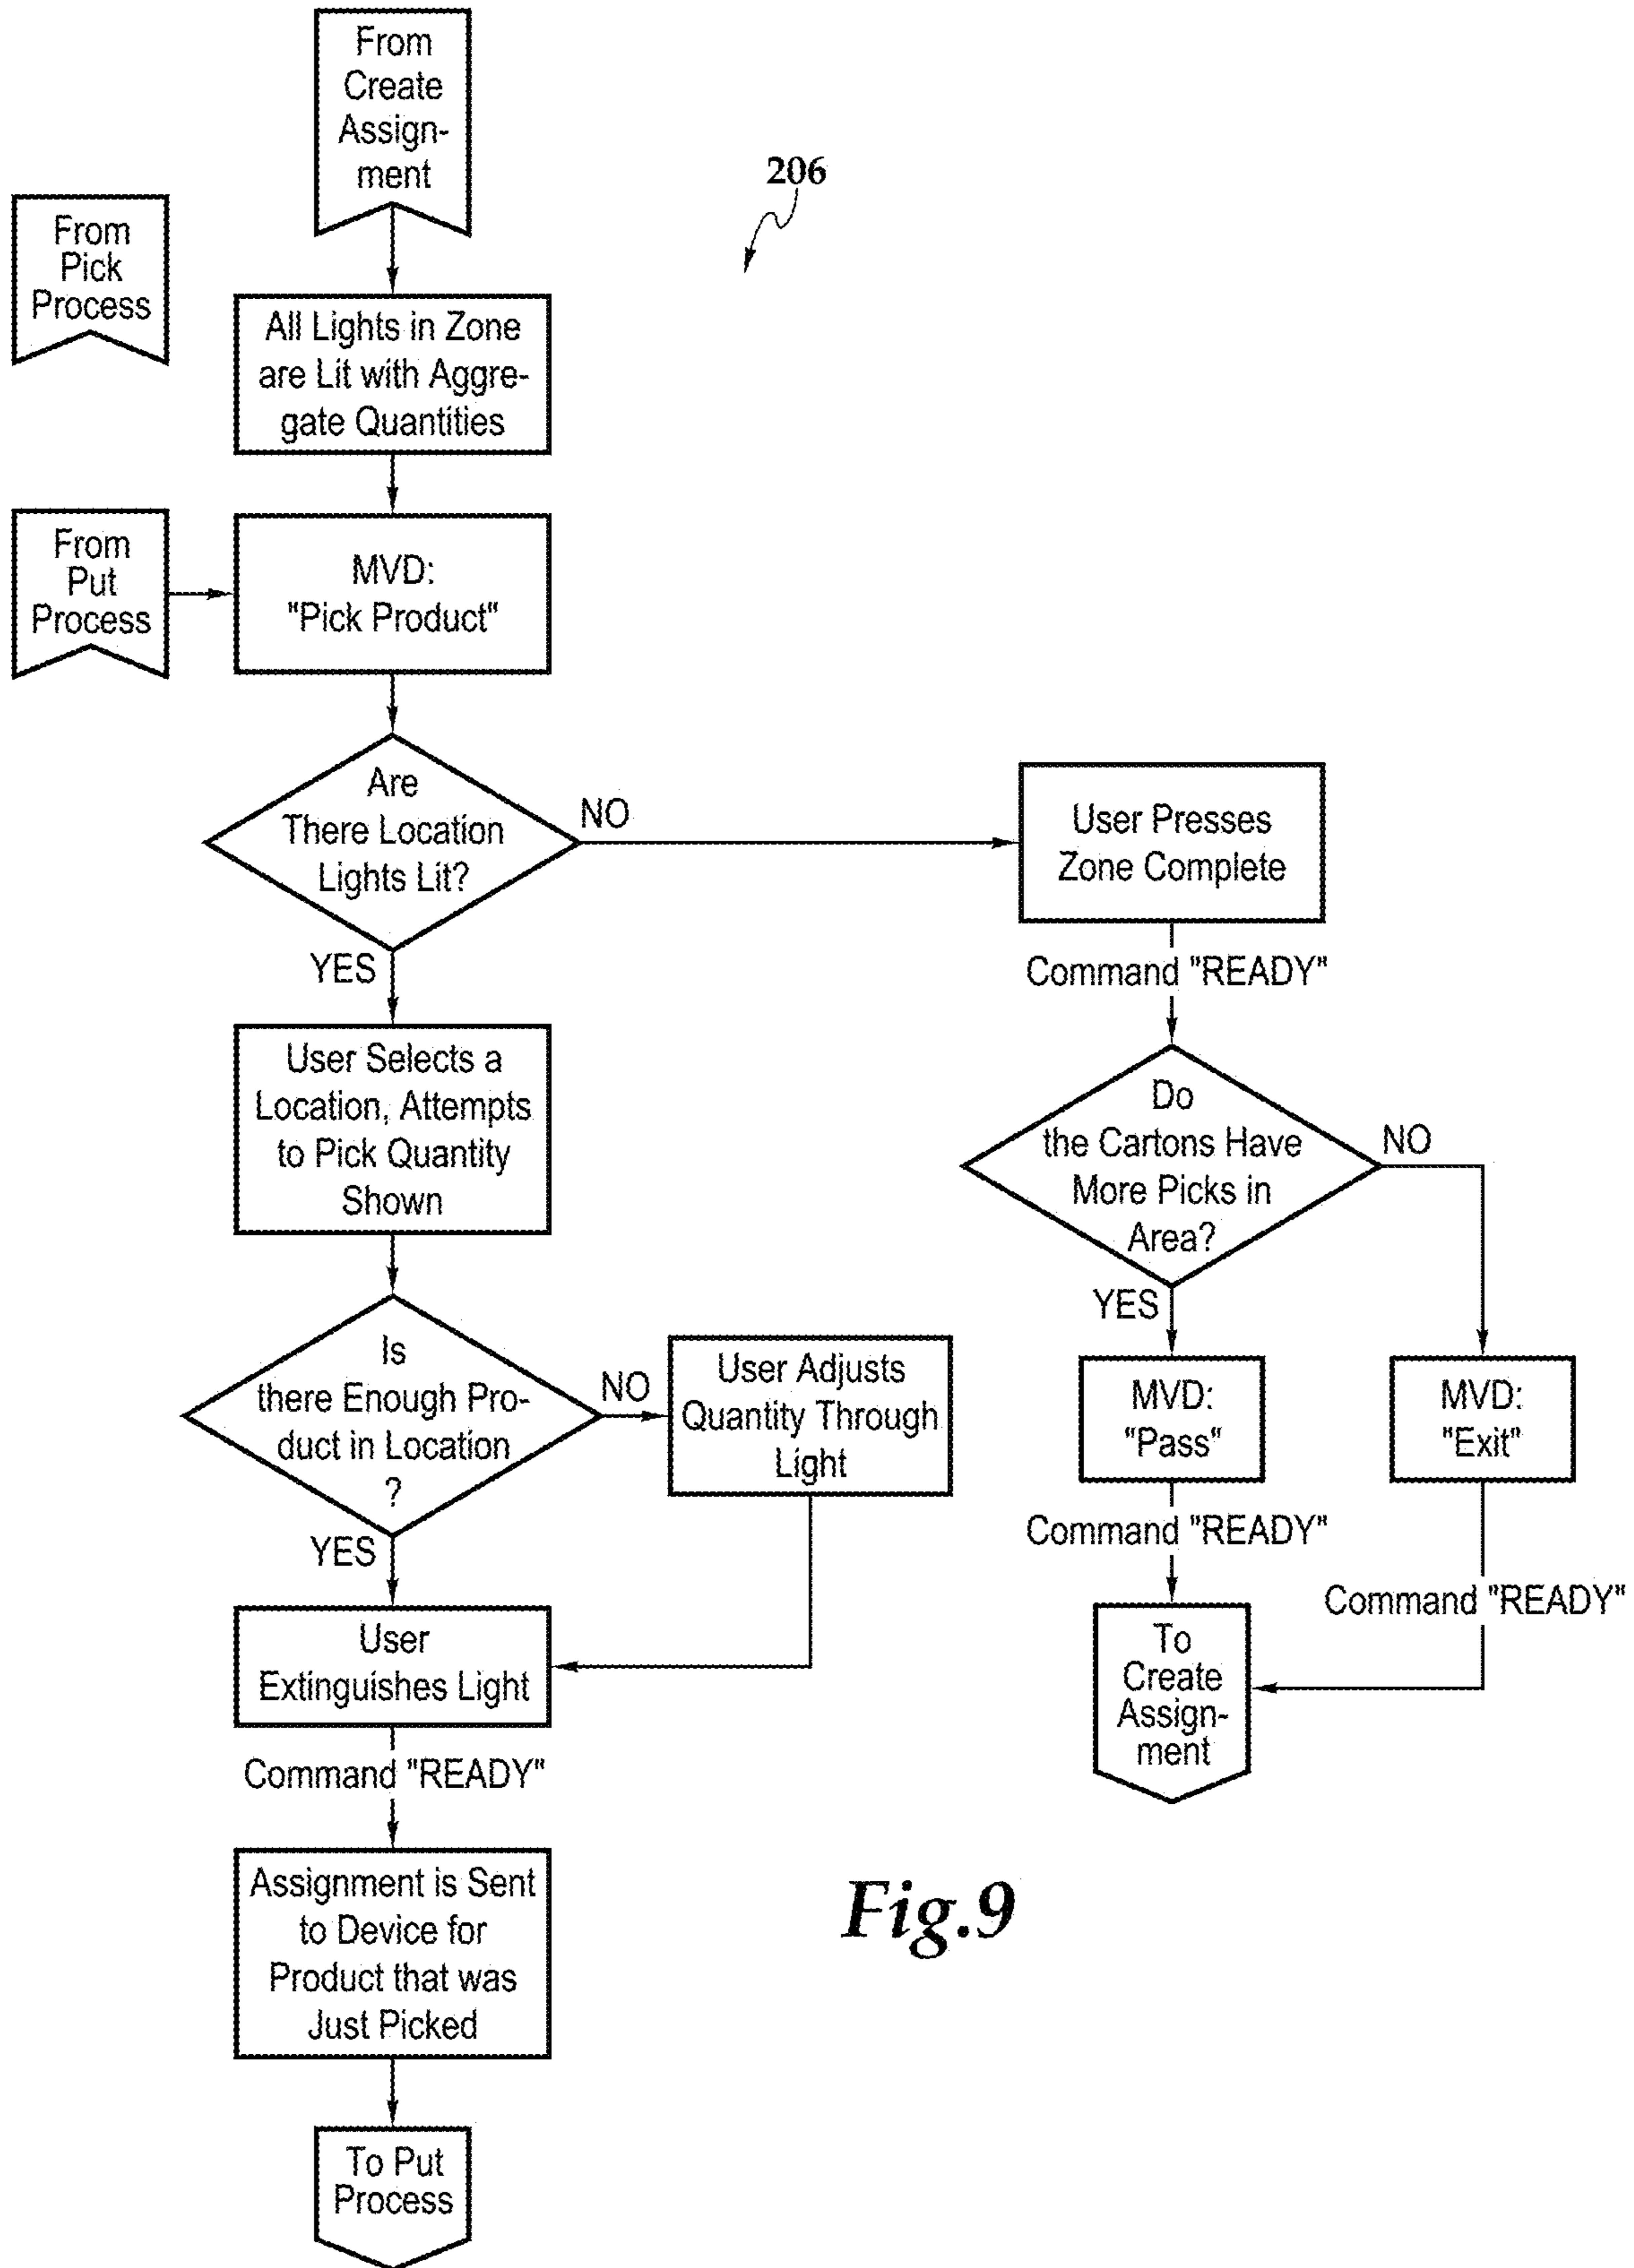 From
Create
Assign-
ment
206
From
Pick
Process
All Lights in Zone
are Lit with Aggre-
gate Quantities
From
Put
Process
MVD:
"Pick Product"
Are
There Location
Lights Lit?
NO
YES
User Presses
Zone Complete
Command "READY"
User Selects a
Location, Attempts
to Pick Quantity
Shown
Do
the Cartons Have
More Picks in
Area?
NO
YES
Is
there Enough Pro-
duct in Location
?
NO
YES
User Adjusts
Quantity Through
Light
MVD:
"Pass"
MVD:
"Exit"
Command "READY"
Command "READY"
User
Extinguishes Light
To
Create
Assign-
ment
Command "READY"
Assignment is Sent
to Device for
Product that was
Just Picked
Fig.9
To Put
Process